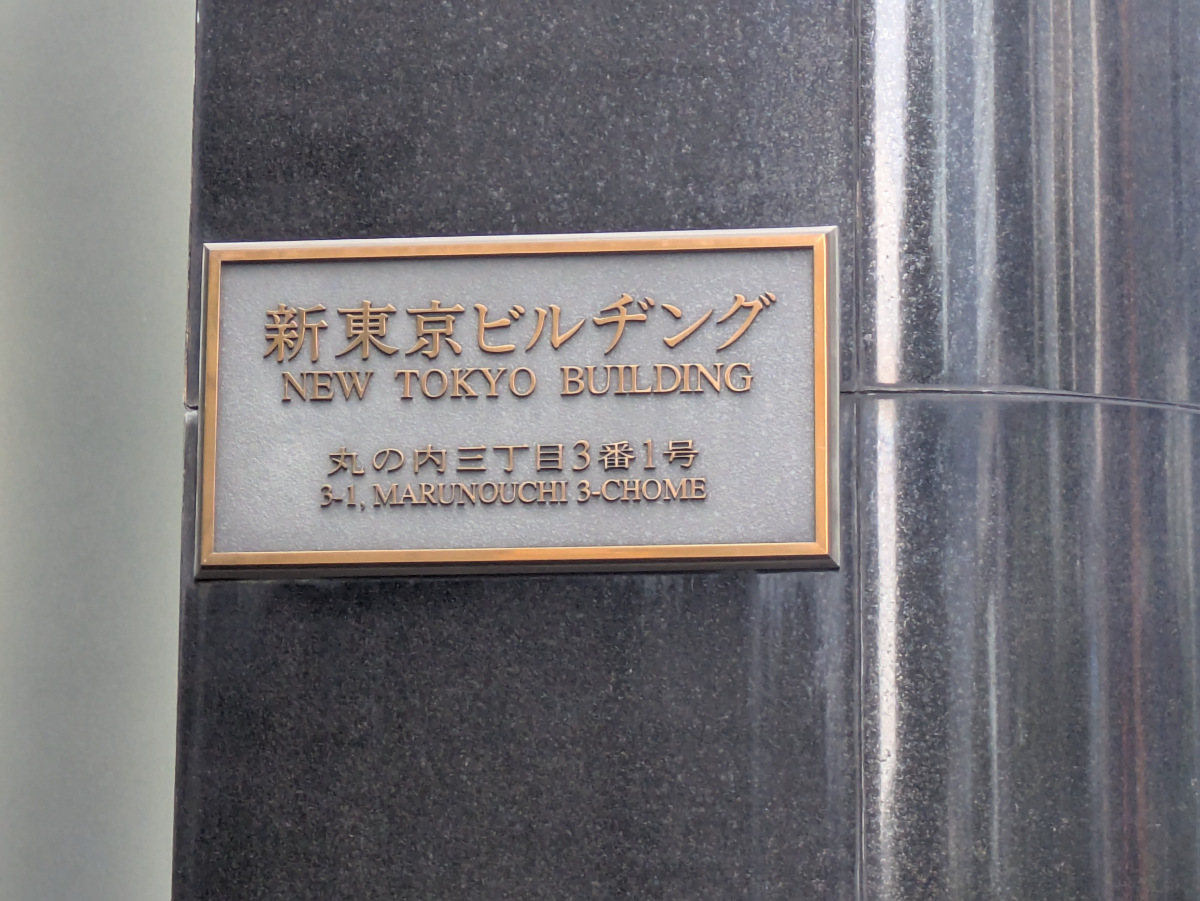 新東京ビルヂング
NEW TOKYO BUILDING
丸の内三丁目3番1号
3-1, MARUNOUCHI 3-CHOME